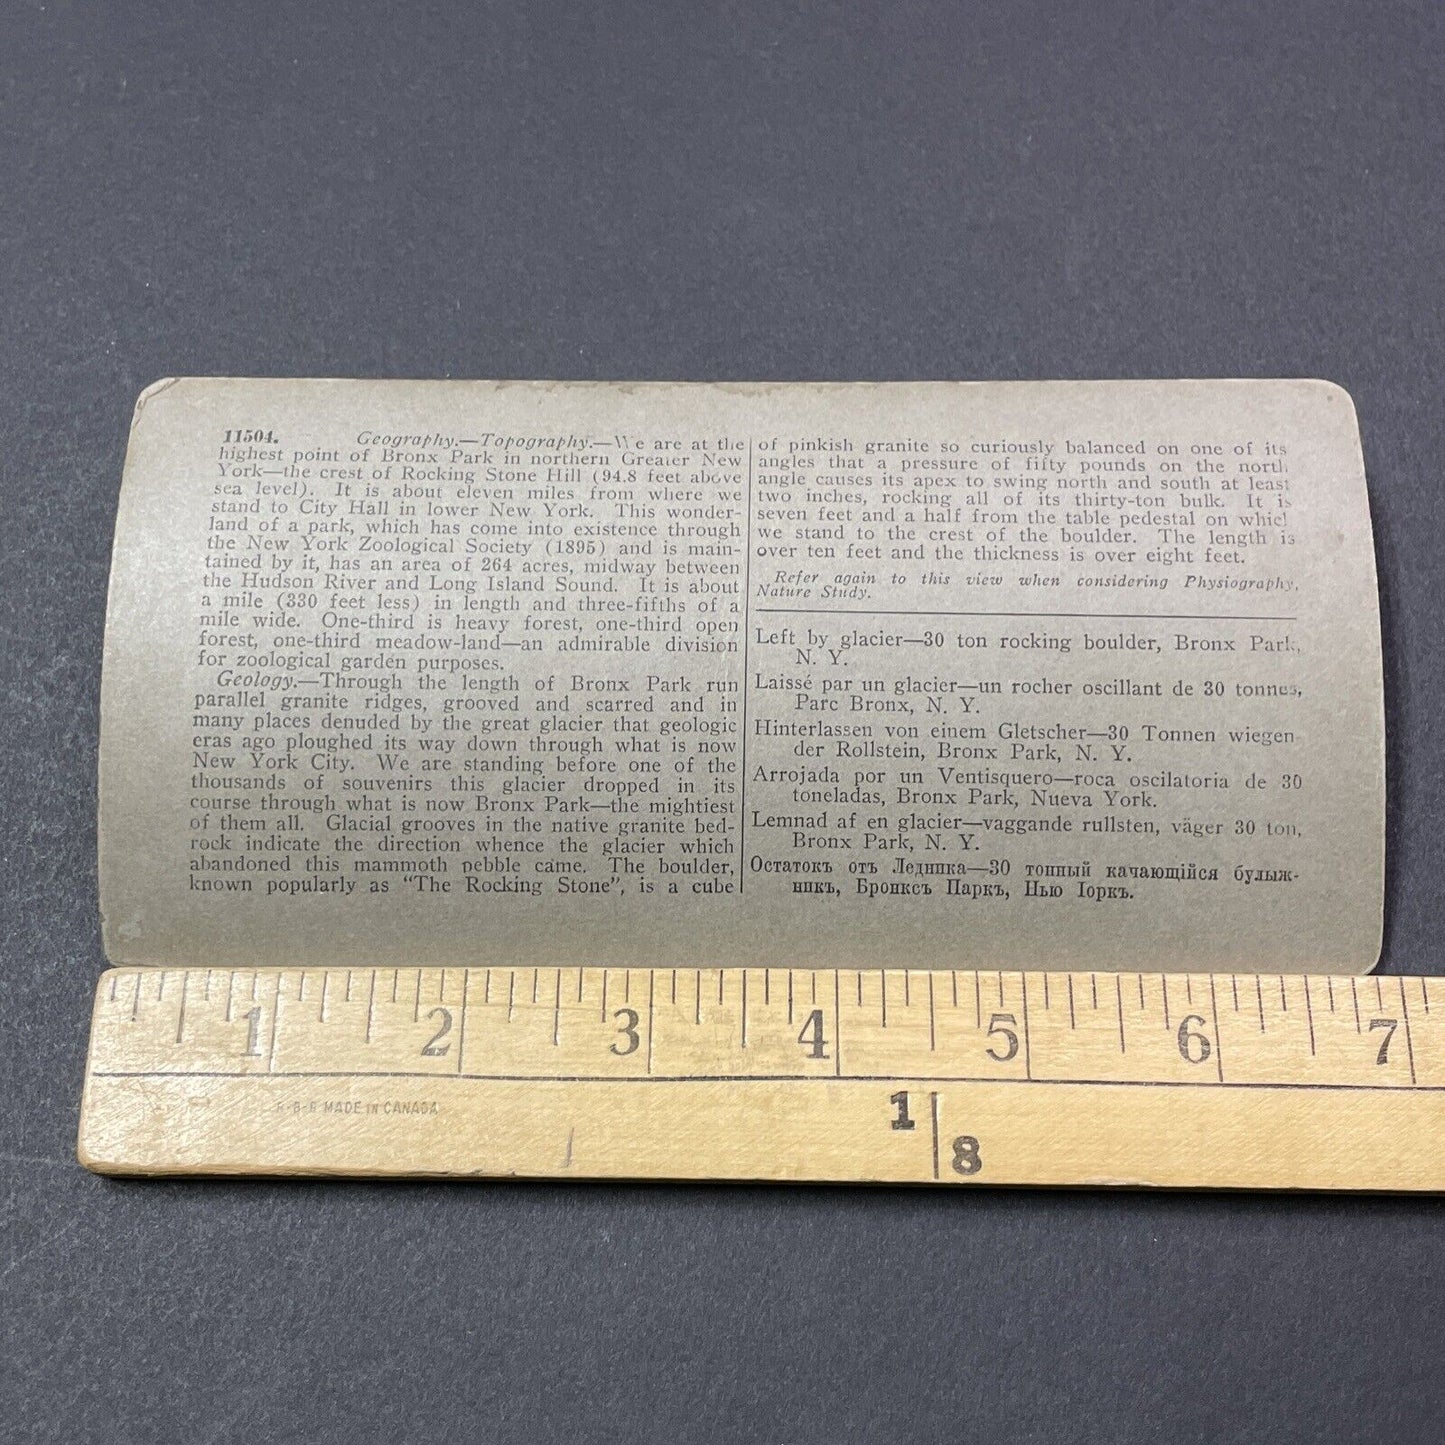 11504. Geography.—Topography.—We are at the
highest point of Bronx Park in northern Greater New
York—the crest of Rocking Stone Hill (94.8 feet above
sea level). It is about eleven miles from where we
stand to City Hall in lower New York. This wonder-
land of a park, which has come into existence through
the New York Zoological Society (1895) and is main-
tained by it, has an area of 264 acres, midway between
the Hudson River and Long Island Sound. It is about
a mile (330 feet less) in length and three-fifths of a
mile wide. One-third is heavy forest, one-third open
forest, one-third meadow-land—an admirable division
for zoological garden purposes.
Geology.—Through the length of Bronx Park run
parallel granite ridges, grooved and scarred and in
many places denuded by the great glacier that geologic
eras ago ploughed its way down through what is now
New York City. We are standing before one of the
thousands of souvenirs this glacier dropped in its
course through what is now Bronx Park—the mightiest
of them all. Glacial grooves in the native granite bed-
rock indicate the direction whence the glacier which
abandoned this mammoth pebble came. The boulder,
known popularly as “The Rocking Stone”, is a cube
of pinkish granite so curiously balanced on one of its
angles that a pressure of fifty pounds on the north
angle causes its apex to swing north and south at least
two inches, rocking all of its thirty-ton bulk. It is
seven feet and a half from the table pedestal on which
we stand to the crest of the boulder. The length is
over ten feet and the thickness is over eight feet.
Refer again to this view when considering Physiography,
Nature Study.
Left by glacier—30 ton rocking boulder, Bronx Park,
N. Y.
Laissé par un glacier—un rocher oscillant de 30 tonnes,
Parc Bronx, N. Y.
Hinterlassen von einem Gletscher—30 Tonnen wiegen
der Rollstein, Bronx Park, N. Y.
Arrojada por un Ventisquero—roca oscilatoria de 30
toneladas, Bronx Park, Nueva York.
Lemnad af en glacier—vaggande rullsten, väger 30 ton,
Bronx Park, N. Y.
Остатокъ отъ Ледника—30 тонный качающійся булыж-
никъ, Бронксъ Паркъ, Нью Іоркъ.
1 2 3 4 5 6 7
R-B-R MADE IN CANADA
1 8